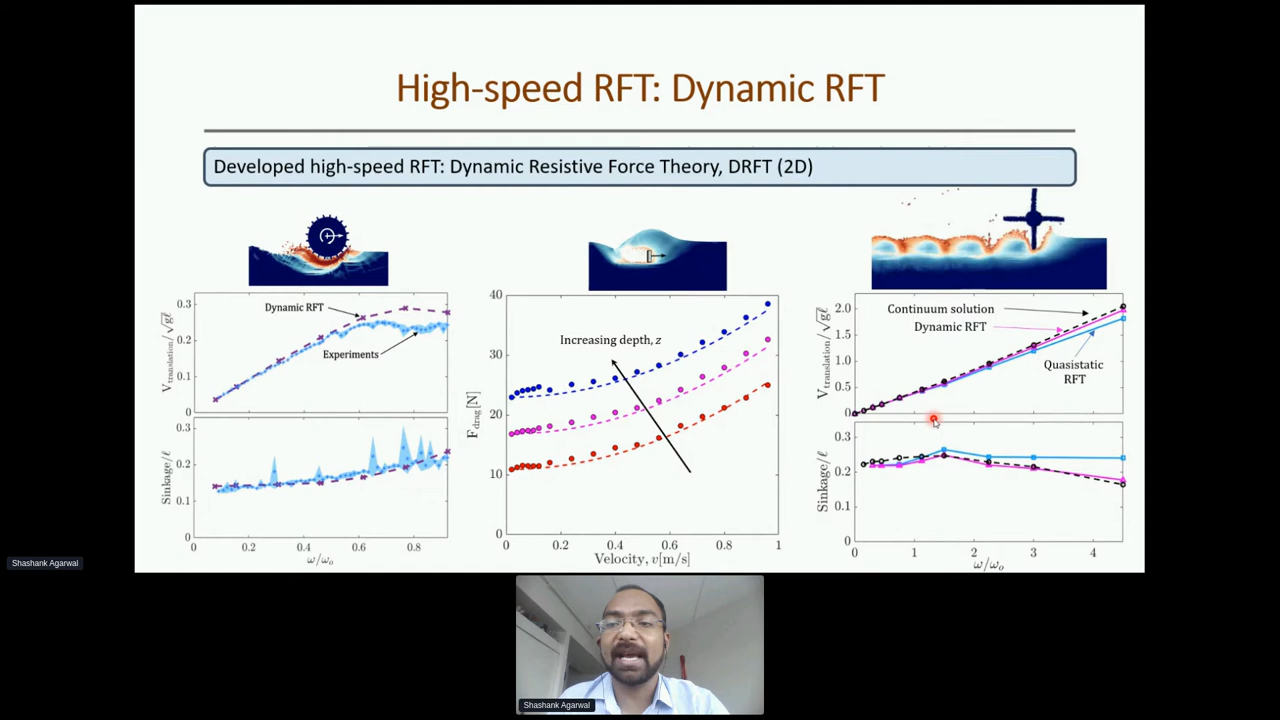 High-speed RFT: Dynamic RFT
Developed high-speed RFT: Dynamic Resistive Force Theory, DRFT (2D)
V_translation/√gℓ
0.3
0.2
0.1
0
Dynamic RFT
Experiments
Sinkage/ℓ
0.3
0.2
0.1
0
0 0.2 0.4 0.6 0.8
ω/ω₀
F_drag[N]
40
30
20
10
0
Increasing depth, z
0 0.2 0.4 0.6 0.8 1
Velocity, v[m/s]
V_translation/√gℓ
2.0
1.5
1.0
0.5
0
Continuum solution
Dynamic RFT
Quasistatic
RFT
Sinkage/ℓ
0.3
0.2
0.1
0
0 1 2 3 4
ω/ω₀
Shashank Agarwal
Shashank Agarwal